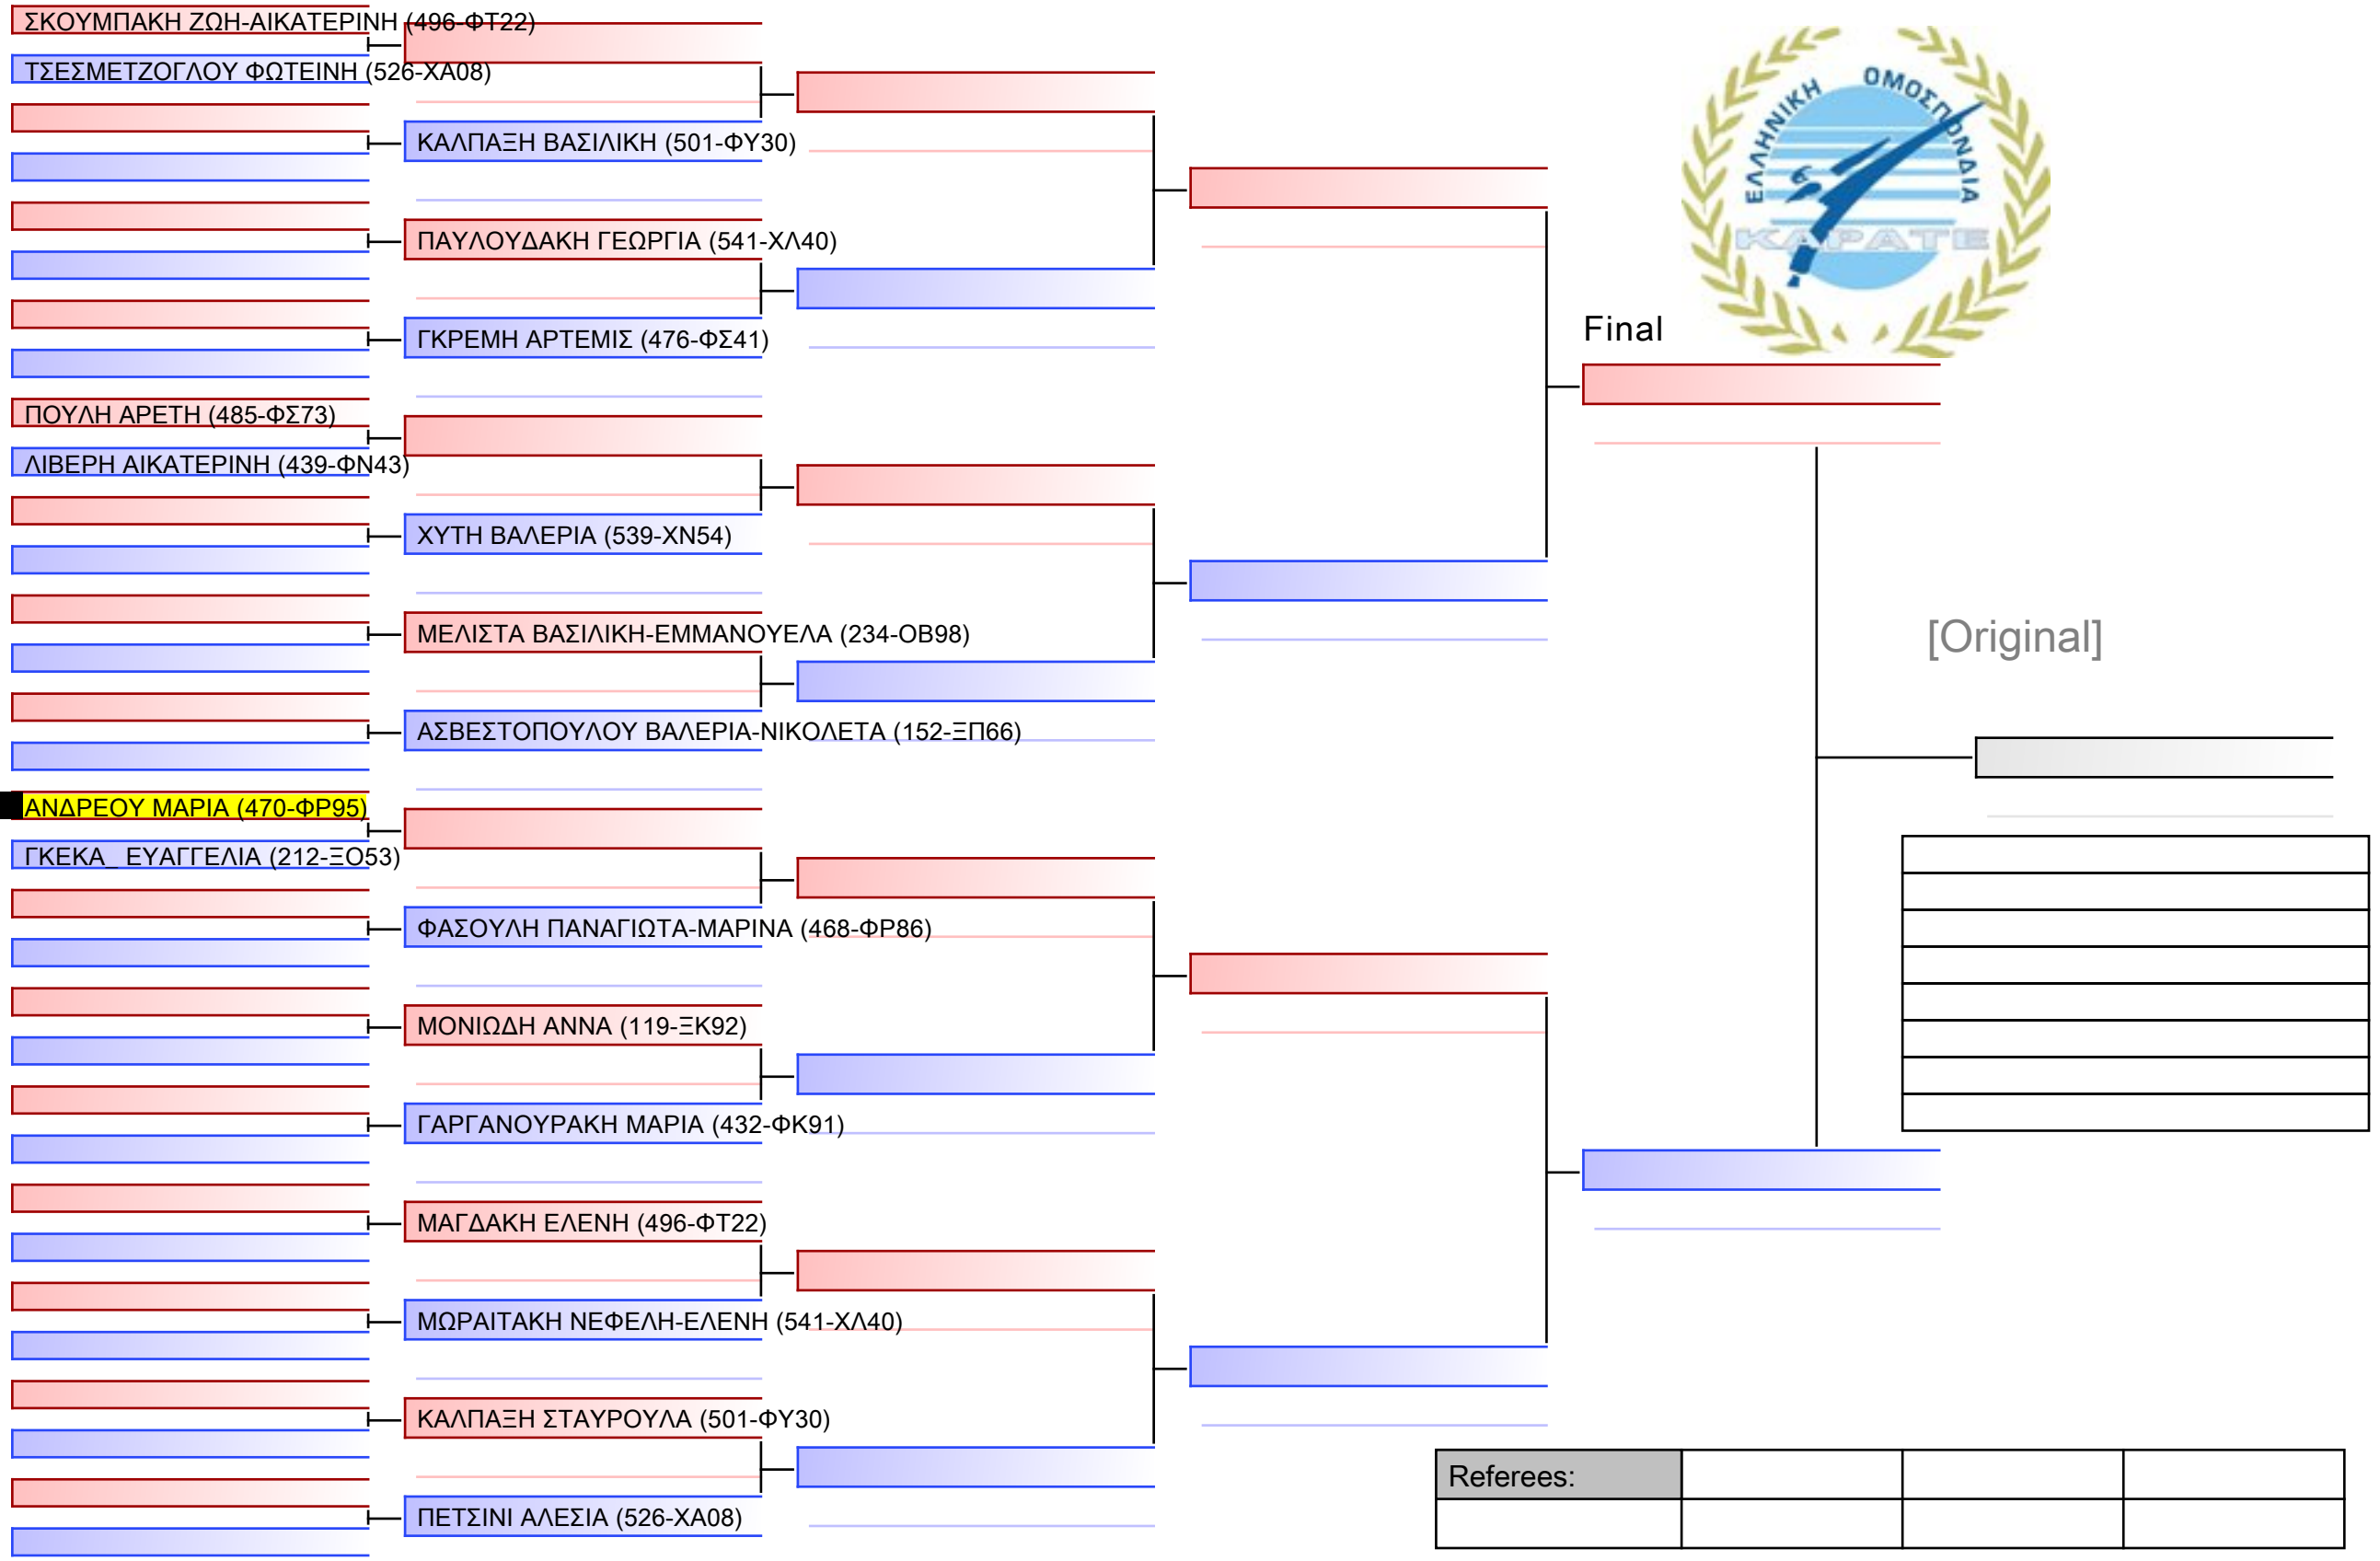 ΣΚΟΥΜΠΑΚΗ ΖΩΗ-ΑΙΚΑΤΕΡΙΝΗ (496-ΦΤ22)
ΤΣΕΣΜΕΤΖΟΓΛΟΥ ΦΩΤΕΙΝΗ (526-ΧΑ08)
ΚΑΛΠΑΞΗ ΒΑΣΙΛΙΚΗ (501-ΦΥ30)
ΠΑΥΛΟΥΔΑΚΗ ΓΕΩΡΓΙΑ (541-ΧΛ40)
ΓΚΡΕΜΗ ΑΡΤΕΜΙΣ (476-ΦΣ41)
ΠΟΥΛΗ ΑΡΕΤΗ (485-ΦΣ73)
ΛΙΒΕΡΗ ΑΙΚΑΤΕΡΙΝΗ (439-ΦΝ43)
ΧΥΤΗ ΒΑΛΕΡΙΑ (539-ΧΝ54)
ΜΕΛΙΣΤΑ ΒΑΣΙΛΙΚΗ-ΕΜΜΑΝΟΥΕΛΑ (234-ΟΒ98)
ΑΣΒΕΣΤΟΠΟΥΛΟΥ ΒΑΛΕΡΙΑ-ΝΙΚΟΛΕΤΑ (152-ΞΠ66)
ΑΝΔΡΕΟΥ ΜΑΡΙΑ (470-ΦΡ95)
ΓΚΕΚΑ_ ΕΥΑΓΓΕΛΙΑ (212-ΞΟ53)
ΦΑΣΟΥΛΗ ΠΑΝΑΓΙΩΤΑ-ΜΑΡΙΝΑ (468-ΦΡ86)
ΜΟΝΙΩΔΗ ΑΝΝΑ (119-ΞΚ92)
ΓΑΡΓΑΝΟΥΡΑΚΗ ΜΑΡΙΑ (432-ΦΚ91)
ΜΑΓΔΑΚΗ ΕΛΕΝΗ (496-ΦΤ22)
ΜΩΡΑΙΤΑΚΗ ΝΕΦΕΛΗ-ΕΛΕΝΗ (541-ΧΛ40)
ΚΑΛΠΑΞΗ ΣΤΑΥΡΟΥΛΑ (501-ΦΥ30)
ΠΕΤΣΙΝΙ ΑΛΕΣΙΑ (526-ΧΑ08)
ΕΛΛΗΝΙΚΗ ΟΜΟΣΠΟΝΔΙΑ
ΚΑΡΑΤΕ
Final
[Original]
Referees: